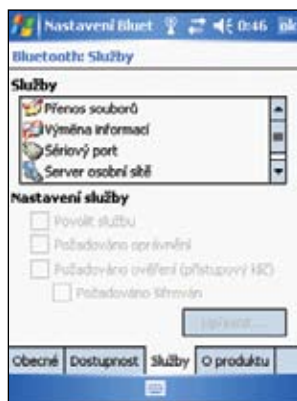 Nastavení Bluet 0:46 ok
Bluetooth: Služby
Služby
Přenos souborů
Výměna informací
Sériový port
Server osobní sítě
Nastavení služby
Povolit službu
Požadováno oprávnění
Požadováno ověření (přístupový klíč)
Požadováno šifrován
Upřesnit...
Obecné Dostupnost Služby O produktu